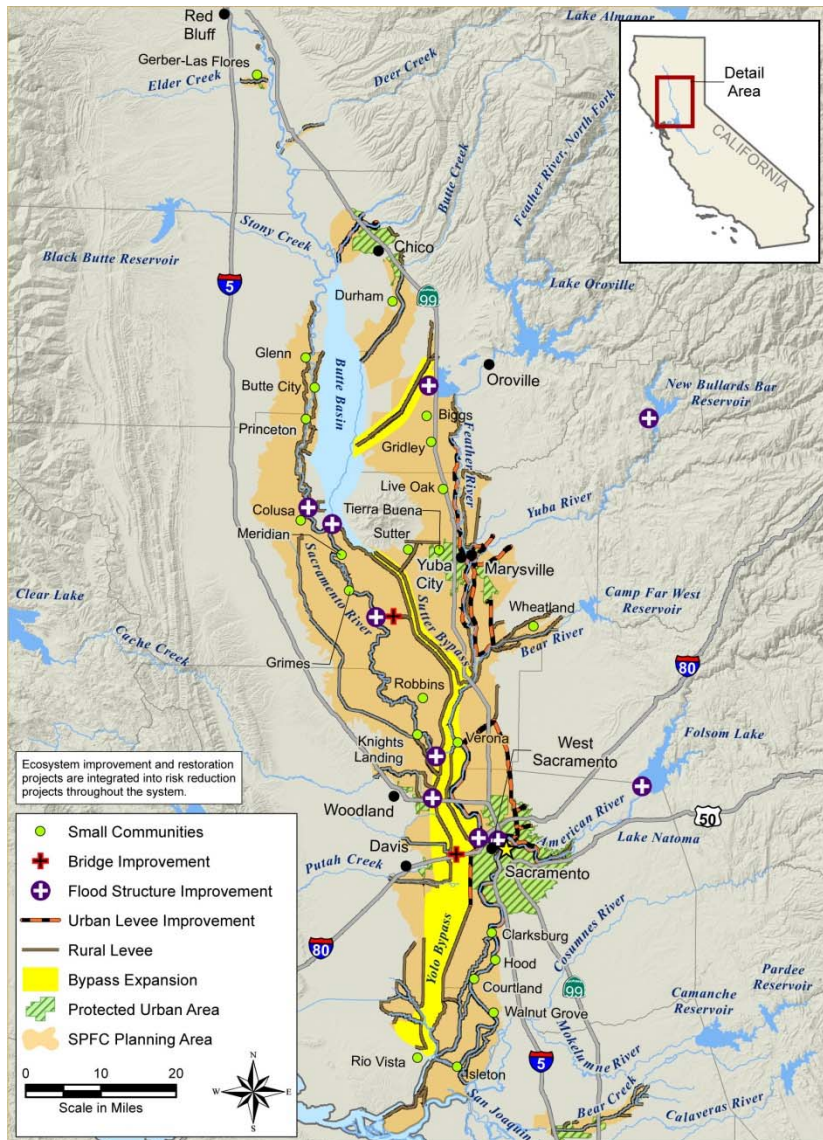 Red
Bluff
Lake Almanor
Gerber-Las Flores
Elder Creek
Deer Creek
Detail
Area
CALIFORNIA
Feather River, North Fork
Butte Creek
Stony Creek
Black Butte Reservoir
Chico
5
99
Lake Oroville
Durham
Glenn
Butte City
Princeton
Butte Basin
Oroville
New Bullards Bar
Reservoir
Biggs
Gridley
Feather River
Live Oak
Yuba River
Colusa
Tierra Buena
Meridian
Sutter
Yuba
City
Marysville
Clear Lake
Sacramento River
Sutter Bypass
Wheatland
Camp Far West
Reservoir
Cache Creek
Bear River
Grimes
80
Robbins
Knights
Landing
Verona
West
Sacramento
Folsom Lake
Ecosystem improvement and restoration
projects are integrated into risk reduction
projects throughout the system.
Woodland
American River
50
Davis
Lake Natoma
Putah Creek
Sacramento
Small Communities
Bridge Improvement
Flood Structure Improvement
Urban Levee Improvement
Rural Levee
Bypass Expansion
Protected Urban Area
SPFC Planning Area
0 10 20
Scale in Miles
N
W
E
S
80
Yolo Bypass
Clarksburg
Hood
Courtland
Walnut Grove
Cosumnes River
99
Pardee
Reservoir
Camanche
Reservoir
Mokelumne River
Rio Vista
Isleton
5
San Joaquin
Bear Creek
Calaveras River